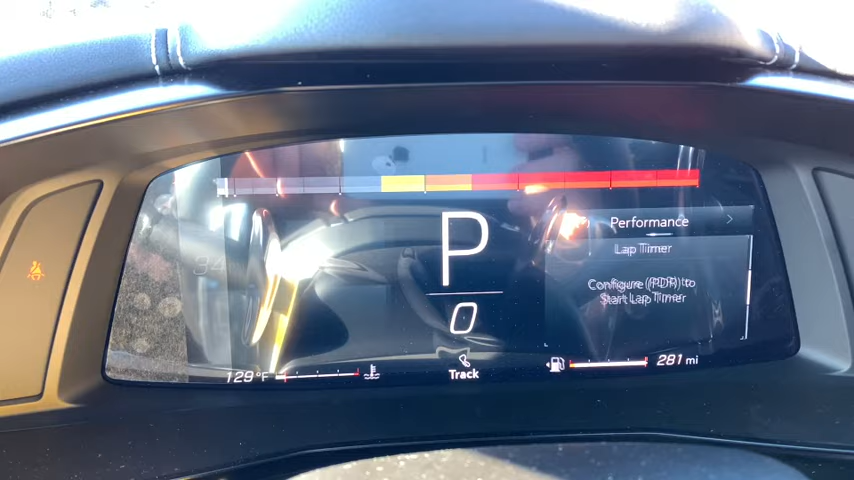 Performance
Lap Timer
P
Configure (PDR) to
Start Lap Timer
0
129 °F
Track
281 mi